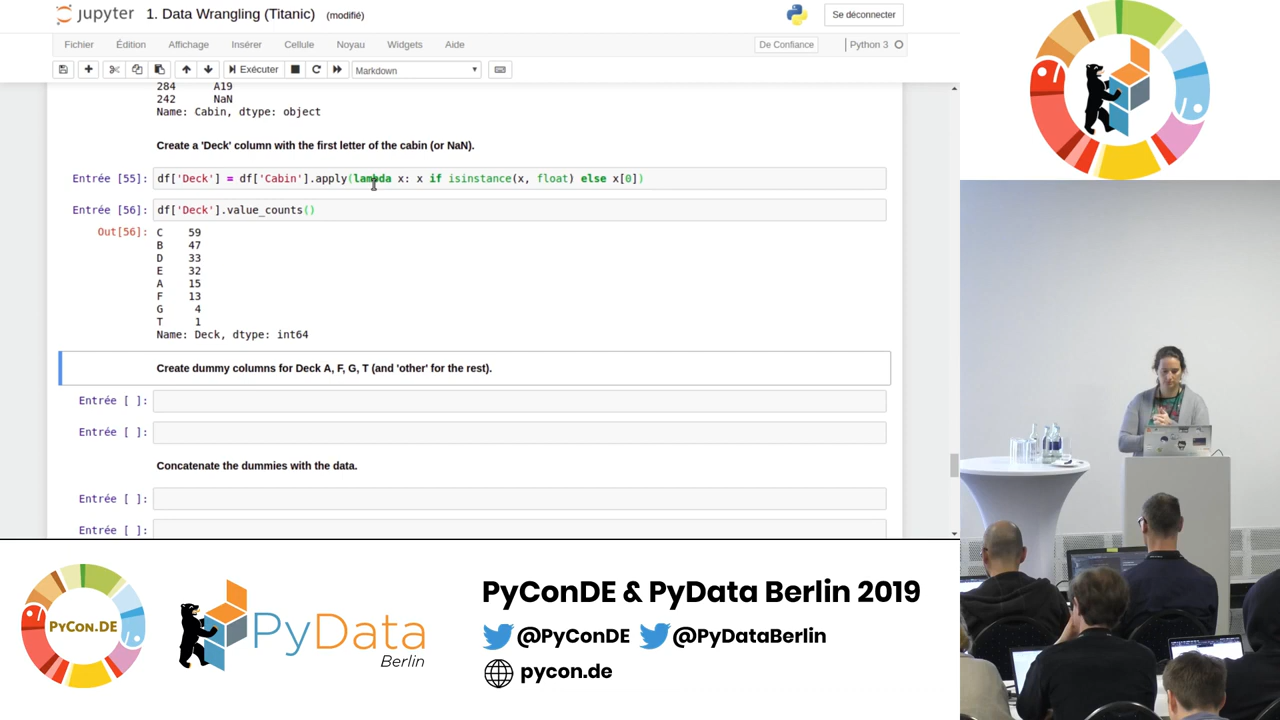 jupyter 1. Data Wrangling (Titanic) (modifié) Se déconnecter
Fichier Édition Affichage Insérer Cellule Noyau Widgets Aide De Confiance Python 3
Exécuter Markdown
284 A19
242 NaN
Name: Cabin, dtype: object
Create a 'Deck' column with the first letter of the cabin (or NaN).
Entrée [55]: df['Deck'] = df['Cabin'].apply(lambda x: x if isinstance(x, float) else x[0])
Entrée [56]: df['Deck'].value_counts()
Out[56]: C 59
B 47
D 33
E 32
A 15
F 13
G 4
T 1
Name: Deck, dtype: int64
Create dummy columns for Deck A, F, G, T (and 'other' for the rest).
Entrée [ ]:
Entrée [ ]:
Concatenate the dummies with the data.
Entrée [ ]:
Entrée [ ]:
PyCon.DE
PyData
Berlin
PyConDE & PyData Berlin 2019
@PyConDE @PyDataBerlin
pycon.de